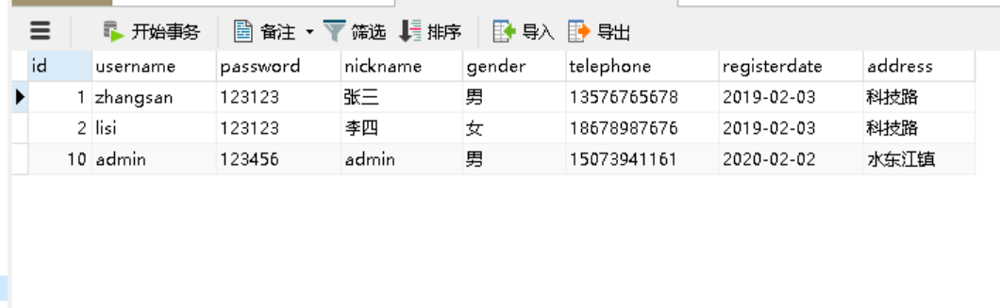 开始事务 备注 筛选 排序 导入 导出
id username password nickname gender telephone registerdate address
1 zhangsan 123123 张三 男 13576765678 2019-02-03 科技路
2 lisi 123123 李四 女 18678987676 2019-02-03 科技路
10 admin 123456 admin 男 15073941161 2020-02-02 水东江镇